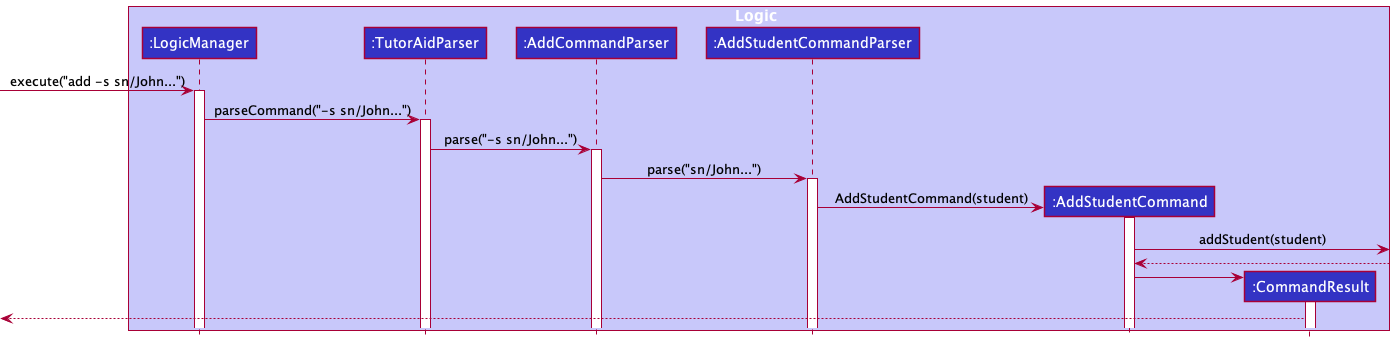 Logic
:LogicManager
:TutorAidParser
:AddCommandParser
:AddStudentCommandParser
execute("add -s sn/John...")
parseCommand("-s sn/John...")
parse("-s sn/John...")
parse("sn/John...")
AddStudentCommand(student)
:AddStudentCommand
addStudent(student)
:CommandResult